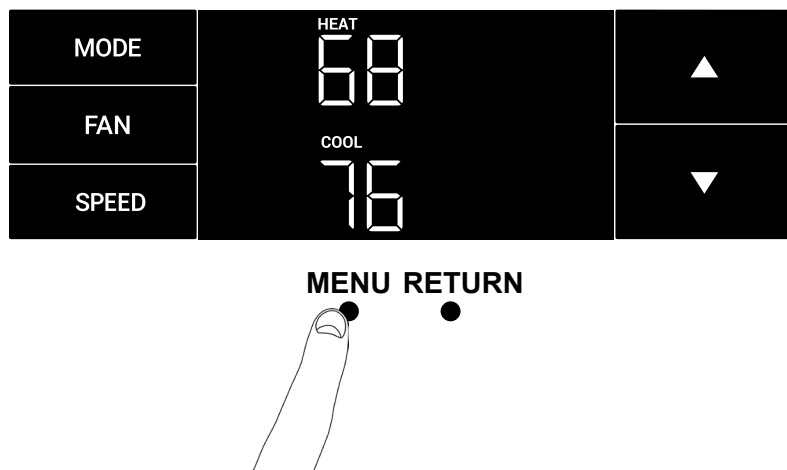 MODE
FAN
SPEED
HEAT
68
COOL
76
▲
▼
MENU RETURN